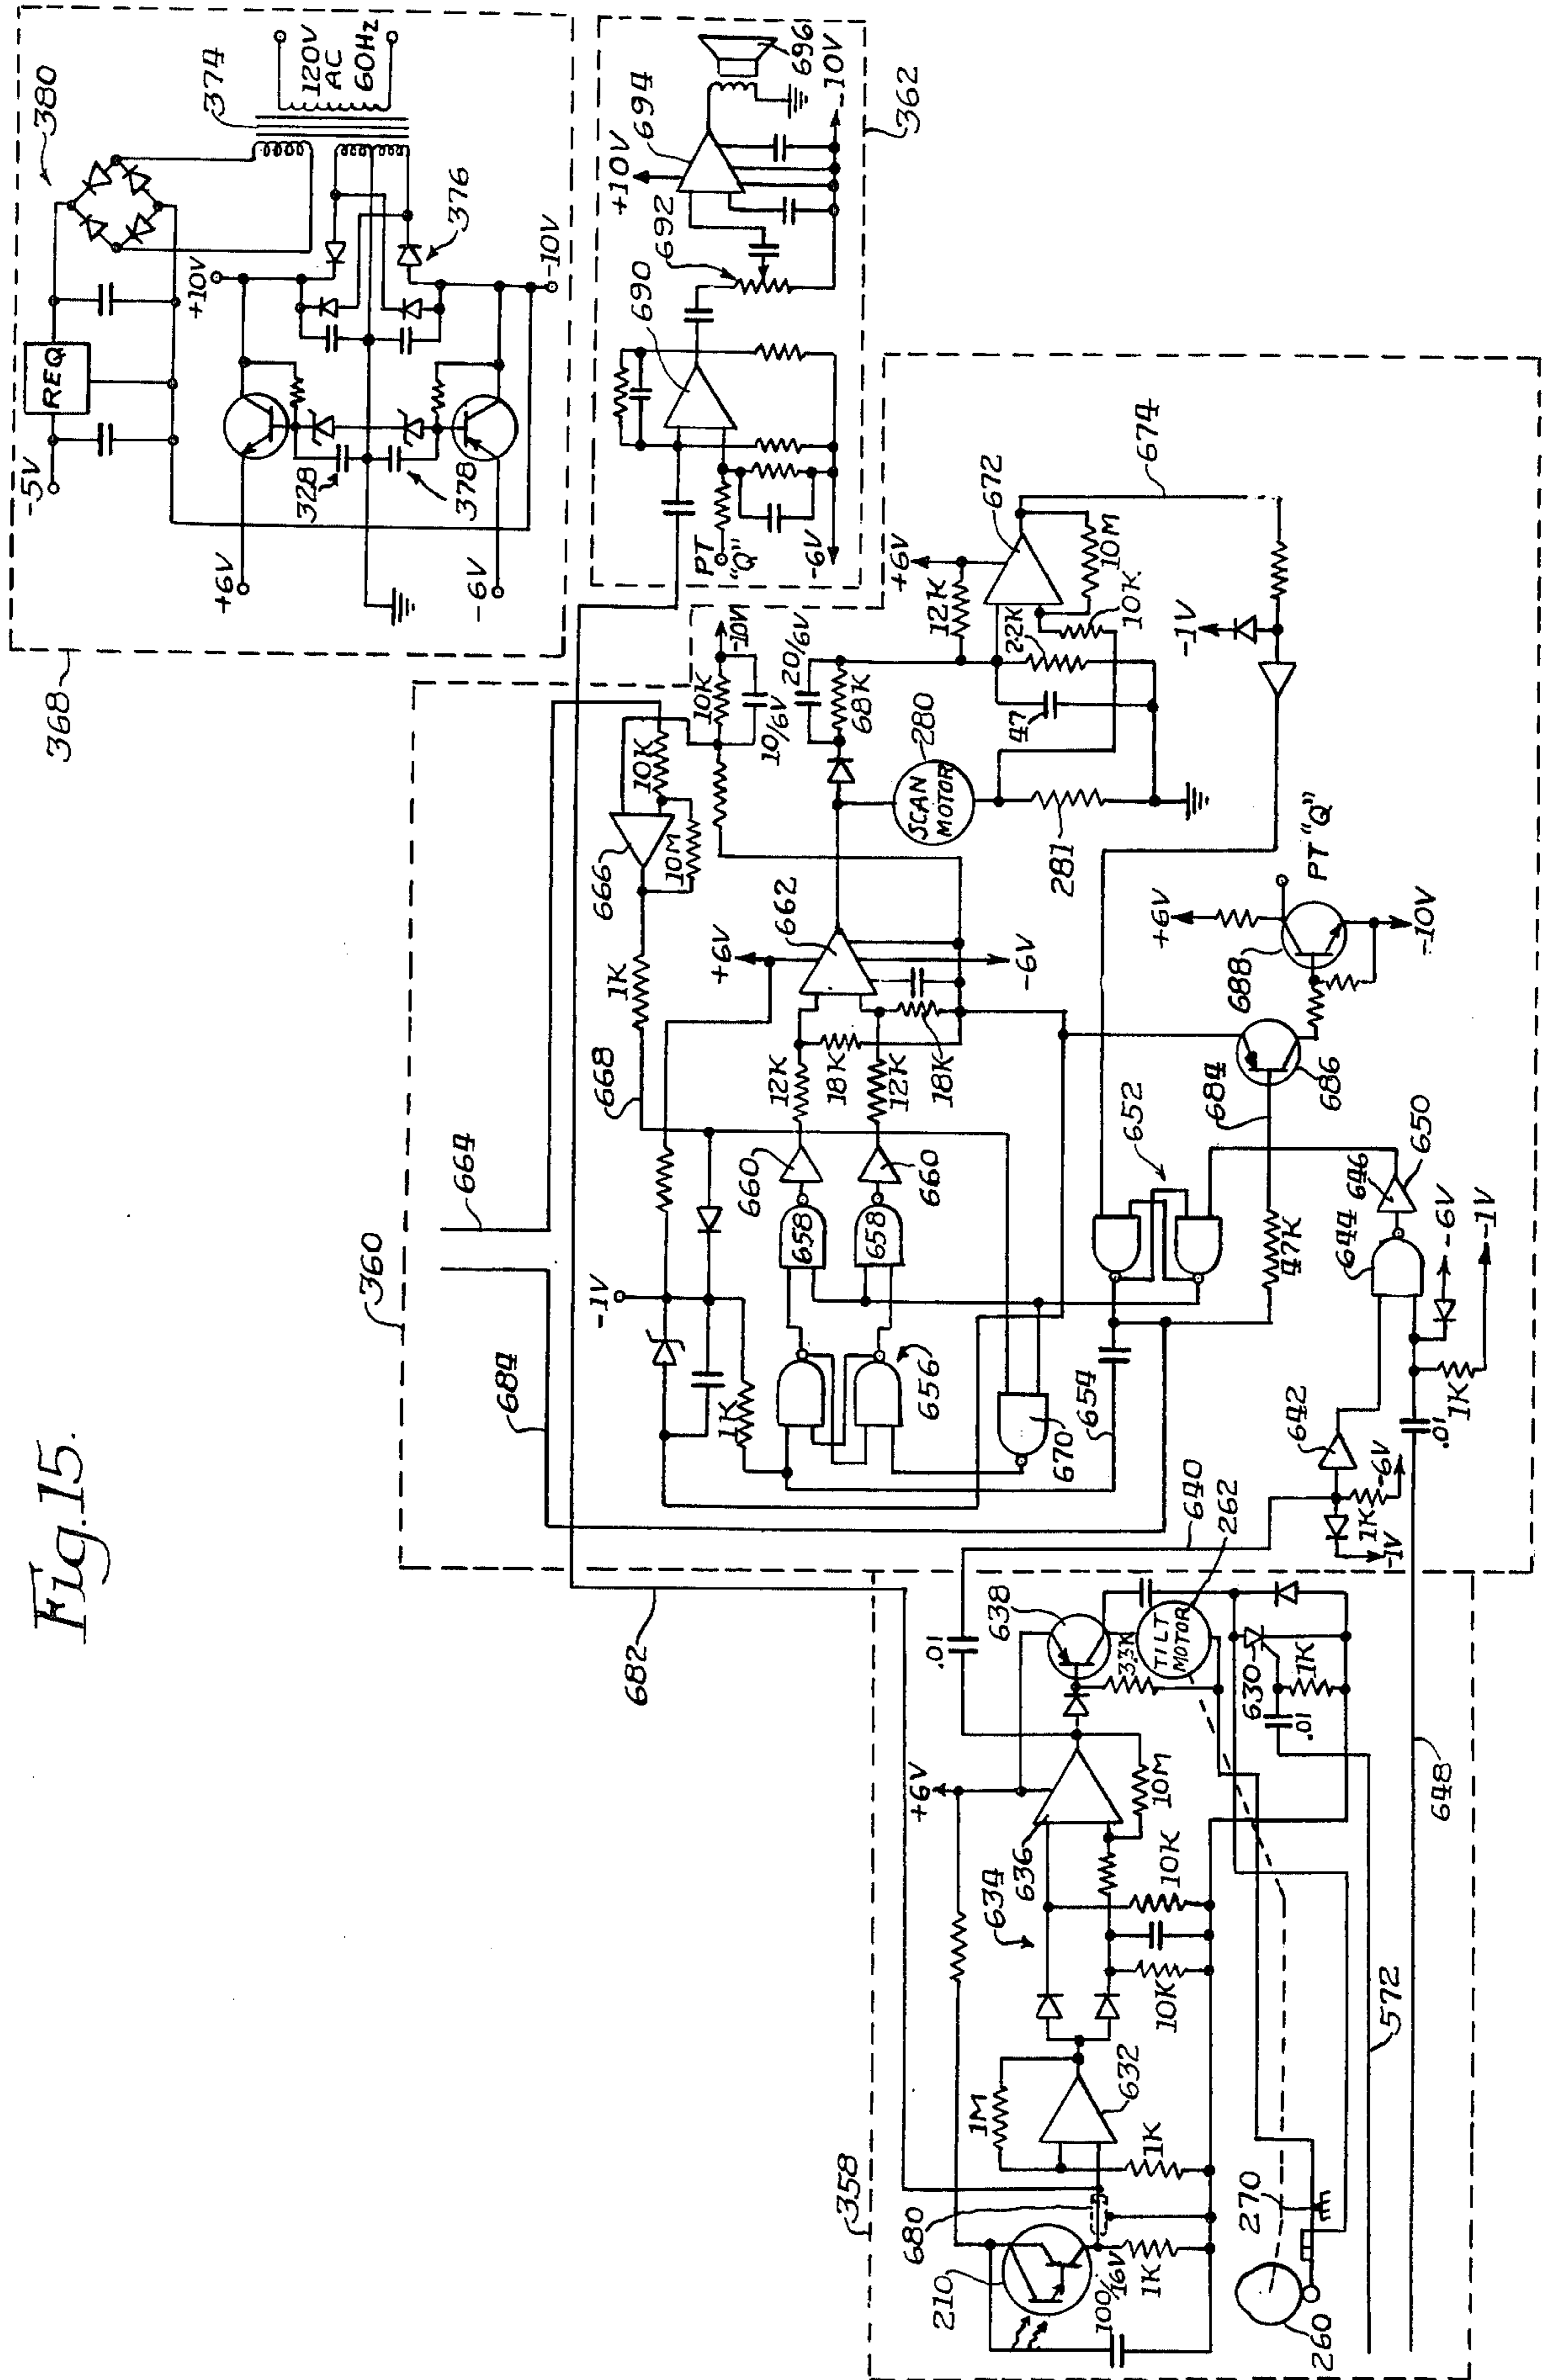 Fig.15.
368
-5V
REQ
380
374
120V
AC
60Hz
+10V
376
-10V
+6V
328
378
-6V
362
PT
"Q"
-6V
690
692
+10V
694
696
-10V
360
664
684
682
668
1K
666
10M
10K
10K
10/6V
-10V
-1V
1K
656
658
658
660
660
12K
18K
12K
18K
+6V
662
-6V
20/6V
68K
SCAN
MOTOR
280
281
47
2.2K
12K
+6V
672
10M
10K
674
-1V
670
654
652
47K
684
686
688
+6V
PT "Q"
-10V
640
642
1K
-6V
-1V
644
646
650
-6V
-1V
1K
.01
358
210
680
100/16V
1K
1M
632
1K
634
10K
10K
636
10M
+6V
.01
638
3.3K
TILT
MOTOR
262
630
1K
.01
260
270
572
648